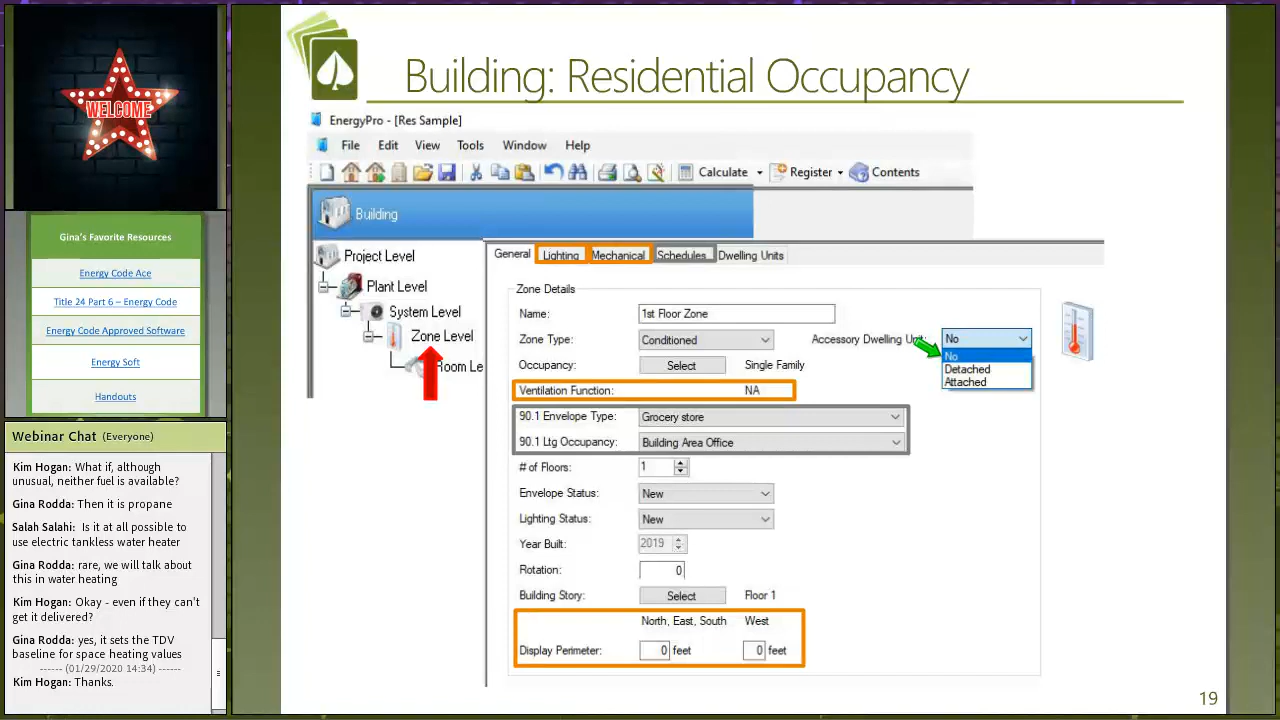 WELCOME
Gina's Favorite Resources
Energy Code Ace
Title 24 Part 6 – Energy Code
Energy Code Approved Software
Energy Soft
Handouts
Webinar Chat (Everyone)
Kim Hogan: What if, although
unusual, neither fuel is available?
Gina Rodda: Then it is propane
Salah Salahi: Is it at all possible to
use electric tankless water heater
Gina Rodda: rare, we will talk about
this in water heating
Kim Hogan: Okay - even if they can't
get it delivered?
Gina Rodda: yes, it sets the TDV
baseline for space heating values
------ (01/29/2020 14:34) ------
Kim Hogan: Thanks.
Building: Residential Occupancy
EnergyPro - [Res Sample]
File Edit View Tools Window Help
Calculate Register Contents
Building
Project Level
Plant Level
System Level
Zone Level
Room Le
General Lighting Mechanical Schedules Dwelling Units
Zone Details
Name: 1st Floor Zone
Zone Type: Conditioned Accessory Dwelling Unit: No
No
Detached
Attached
Occupancy: Select Single Family
Ventilation Function: NA
90.1 Envelope Type: Grocery store
90.1 Ltg Occupancy: Building Area Office
# of Floors: 1
Envelope Status: New
Lighting Status: New
Year Built: 2019
Rotation: 0
Building Story: Select Floor 1
North, East, South West
Display Perimeter: 0 feet 0 feet
19